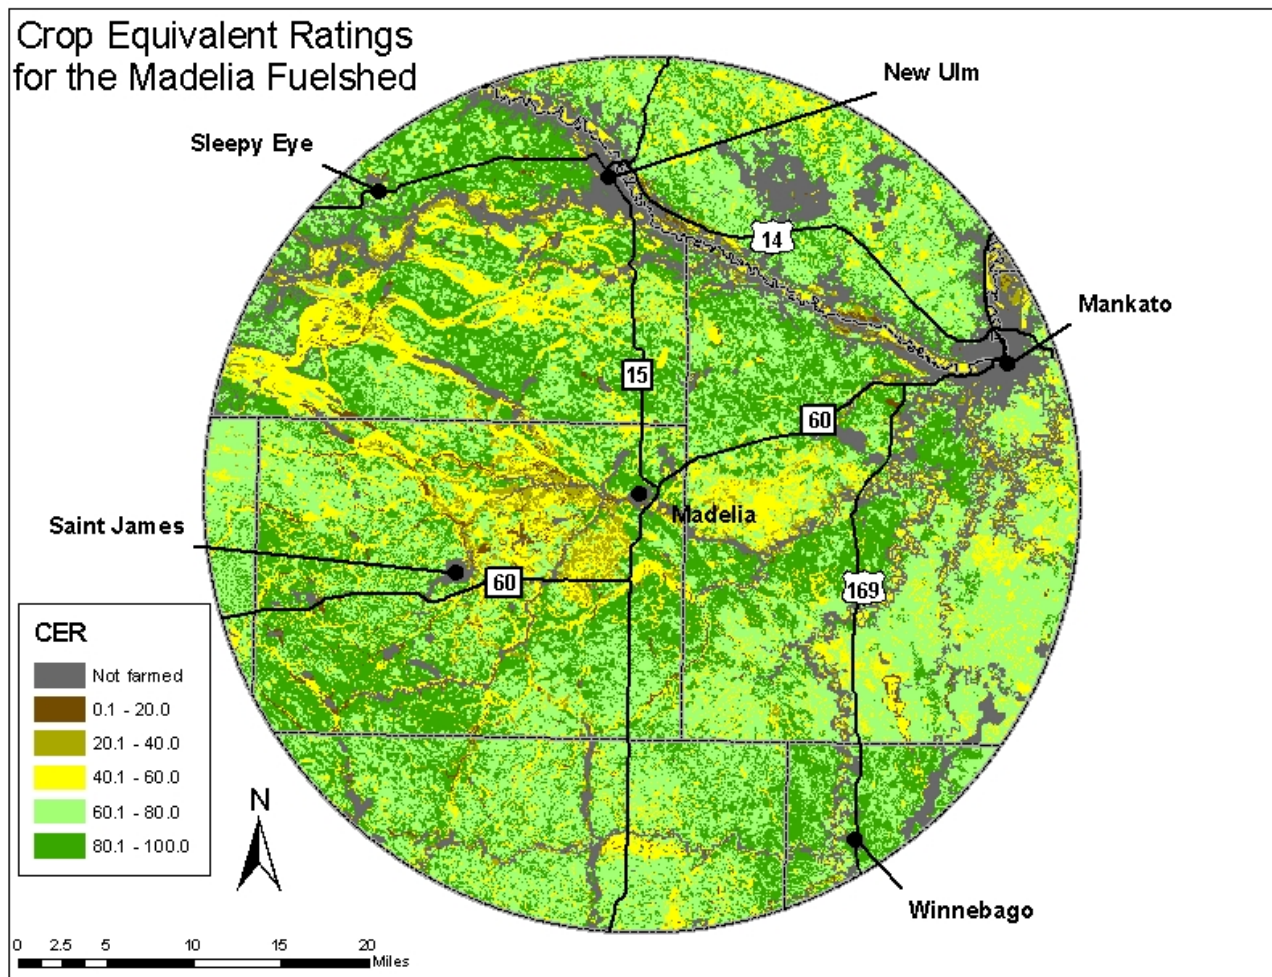 Crop Equivalent Ratings
for the Madelia Fuelshed
New Ulm
Sleepy Eye
14
Mankato
15
60
Madelia
Saint James
60
169
CER
Not farmed
0.1 - 20.0
20.1 - 40.0
40.1 - 60.0
60.1 - 80.0
80.1 - 100.0
N
Winnebago
0 2.5 5 10 15 20
Miles